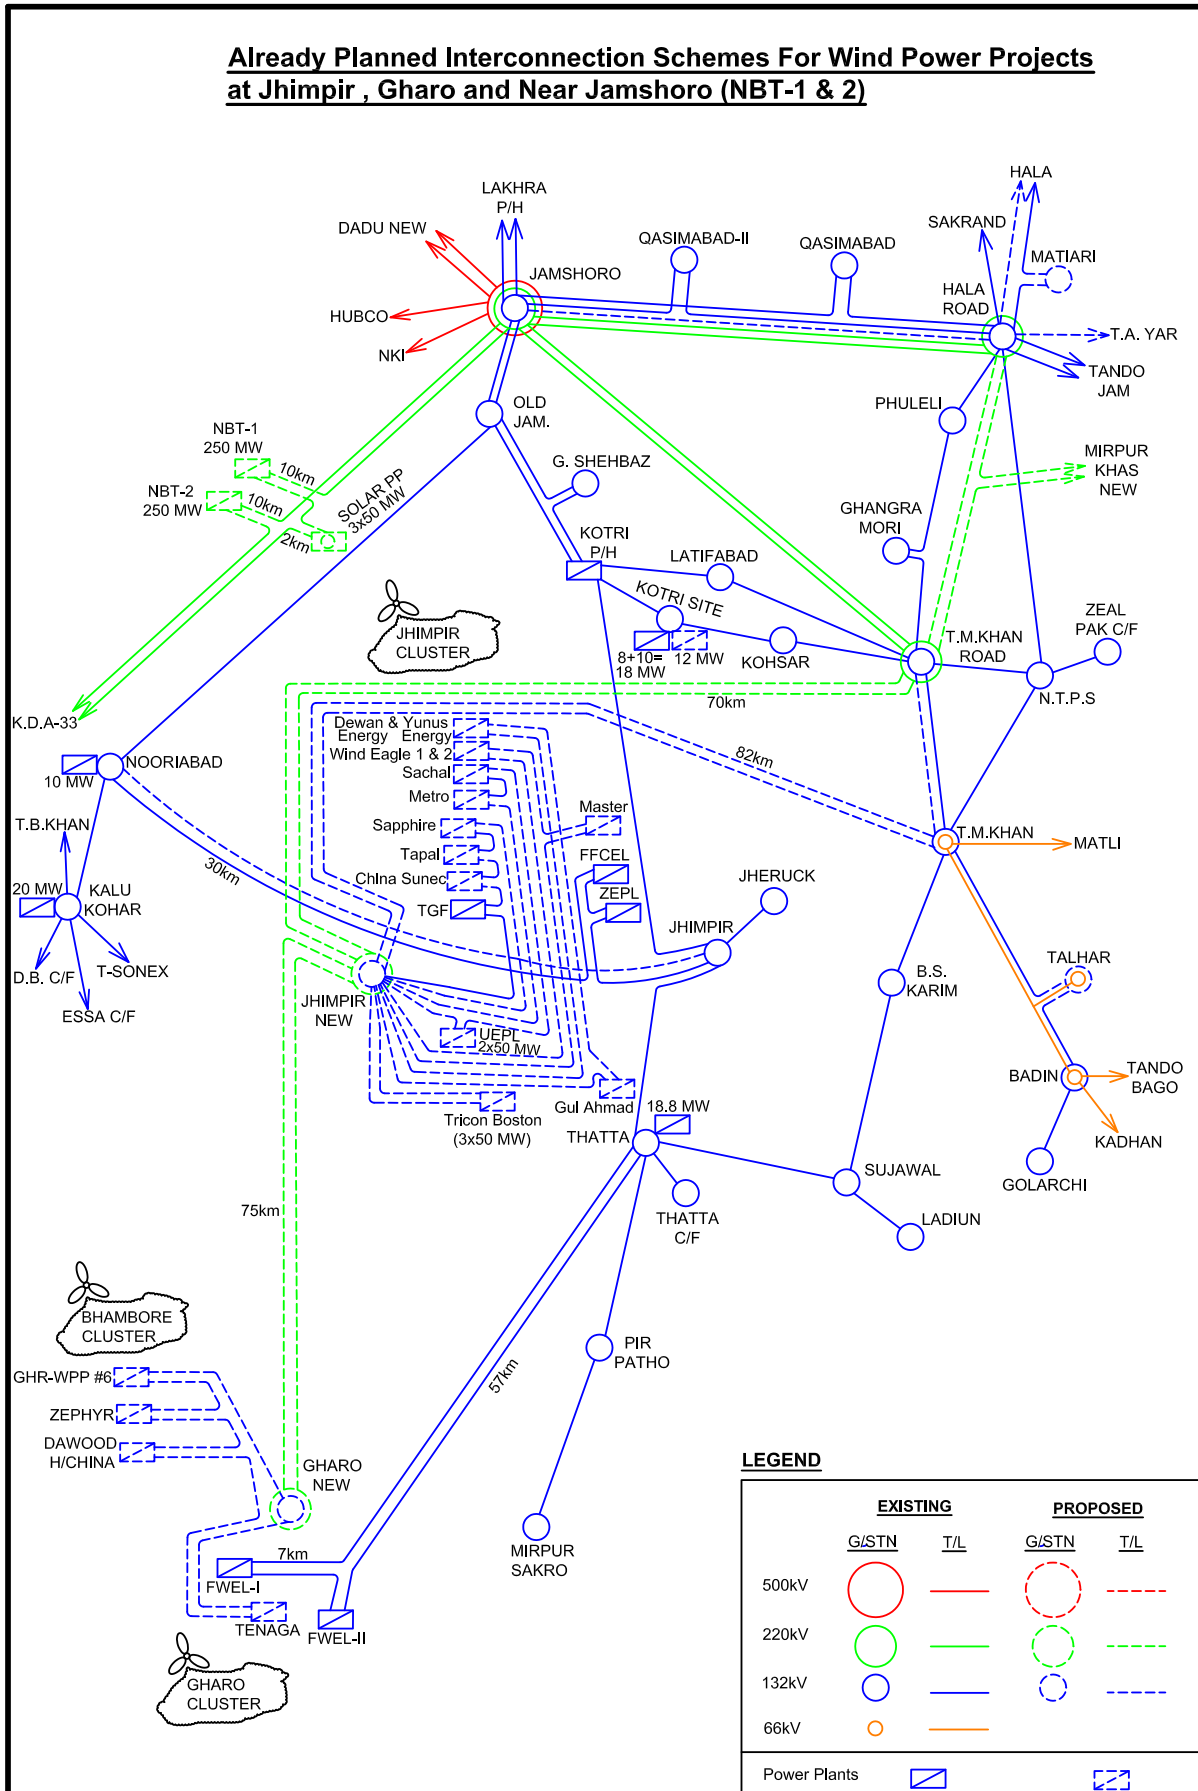 Already Planned Interconnection Schemes For Wind Power Projects
at Jhimpir , Gharo and Near Jamshoro (NBT-1 & 2)
LAKHRA
P/H
DADU NEW
JAMSHORO
HUBCO
NKI
QASIMABAD-II
QASIMABAD
HALA
SAKRAND
MATIARI
HALA
ROAD
T.A. YAR
TANDO
JAM
OLD
JAM.
PHULELI
NBT-1
250 MW
10km
NBT-2
250 MW
10km
2km
SOLAR PP
3x50 MW
G. SHEHBAZ
MIRPUR
KHAS
NEW
GHANGRA
MORI
KOTRI
P/H
LATIFABAD
KOTRI SITE
8+10=
18 MW
12 MW
KOHSAR
T.M.KHAN
ROAD
ZEAL
PAK C/F
N.T.P.S
JHIMPIR
CLUSTER
70km
K.D.A-33
NOORIABAD
10 MW
Dewan & Yunus
Energy Energy
Wind Eagle 1 & 2
Sachal
Metro
Sapphire
Tapal
ChIna Sunec
TGF
Master
FFCEL
ZEPL
82km
T.M.KHAN
MATLI
T.B.KHAN
20 MW
KALU
KOHAR
D.B. C/F
T-SONEX
ESSA C/F
30km
JHERUCK
JHIMPIR
B.S.
KARIM
TALHAR
JHIMPIR
NEW
UEPL
2x50 MW
BADIN
TANDO
BAGO
KADHAN
GOLARCHI
Tricon Boston
(3x50 MW)
Gul Ahmad
18.8 MW
THATTA
SUJAWAL
LADIUN
THATTA
C/F
75km
57km
BHAMBORE
CLUSTER
PIR
PATHO
GHR-WPP #6
ZEPHYR
DAWOOD
H/CHINA
GHARO
NEW
MIRPUR
SAKRO
7km
FWEL-I
TENAGA
FWEL-II
GHARO
CLUSTER
LEGEND
EXISTING
PROPOSED
G/STN T/L G/STN T/L
500kV
220kV
132kV
66kV
Power Plants